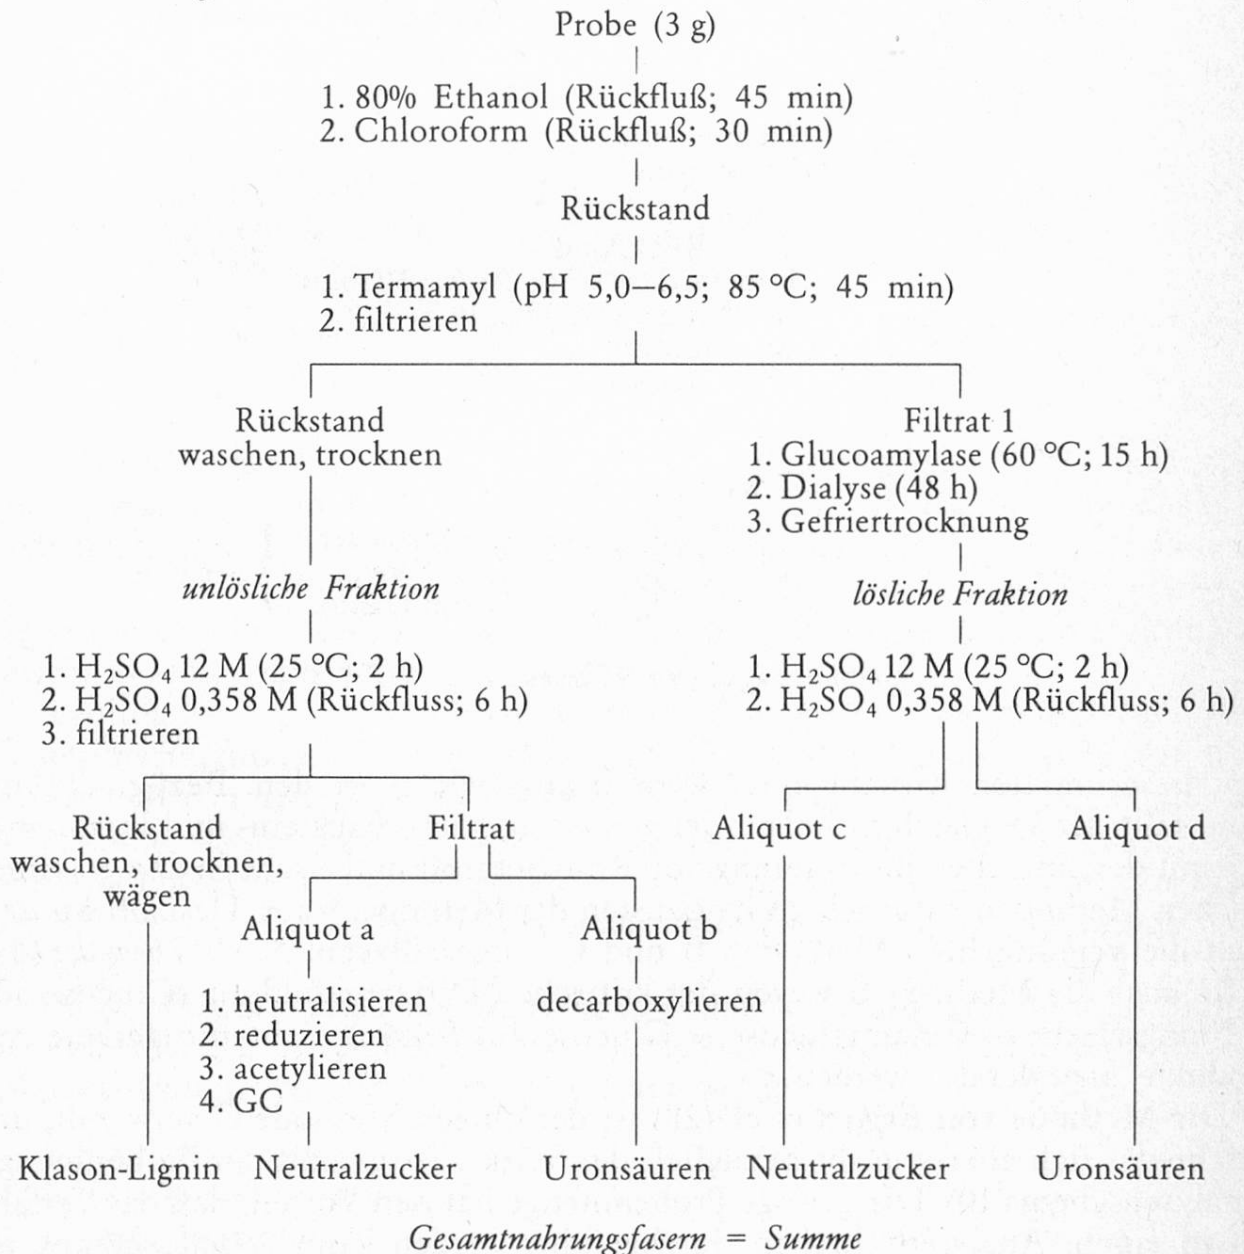 Probe (3 g)
1. 80% Ethanol (Rückfluß; 45 min)
2. Chloroform (Rückfluß; 30 min)
Rückstand
1. Termamyl (pH 5,0—6,5; 85 °C; 45 min)
2. filtrieren
Rückstand
waschen, trocknen
Filtrat 1
1. Glucoamylase (60 °C; 15 h)
2. Dialyse (48 h)
3. Gefriertrocknung
unlösliche Fraktion
lösliche Fraktion
1. H₂SO₄ 12 M (25 °C; 2 h)
2. H₂SO₄ 0,358 M (Rückfluss; 6 h)
3. filtrieren
1. H₂SO₄ 12 M (25 °C; 2 h)
2. H₂SO₄ 0,358 M (Rückfluss; 6 h)
Rückstand
waschen, trocknen,
wägen
Filtrat
Aliquot c
Aliquot d
Aliquot a
Aliquot b
1. neutralisieren
2. reduzieren
3. acetylieren
4. GC
decarboxylieren
Klason-Lignin
Neutralzucker
Uronsäuren
Neutralzucker
Uronsäuren
Gesamtnahrungsfasern = Summe